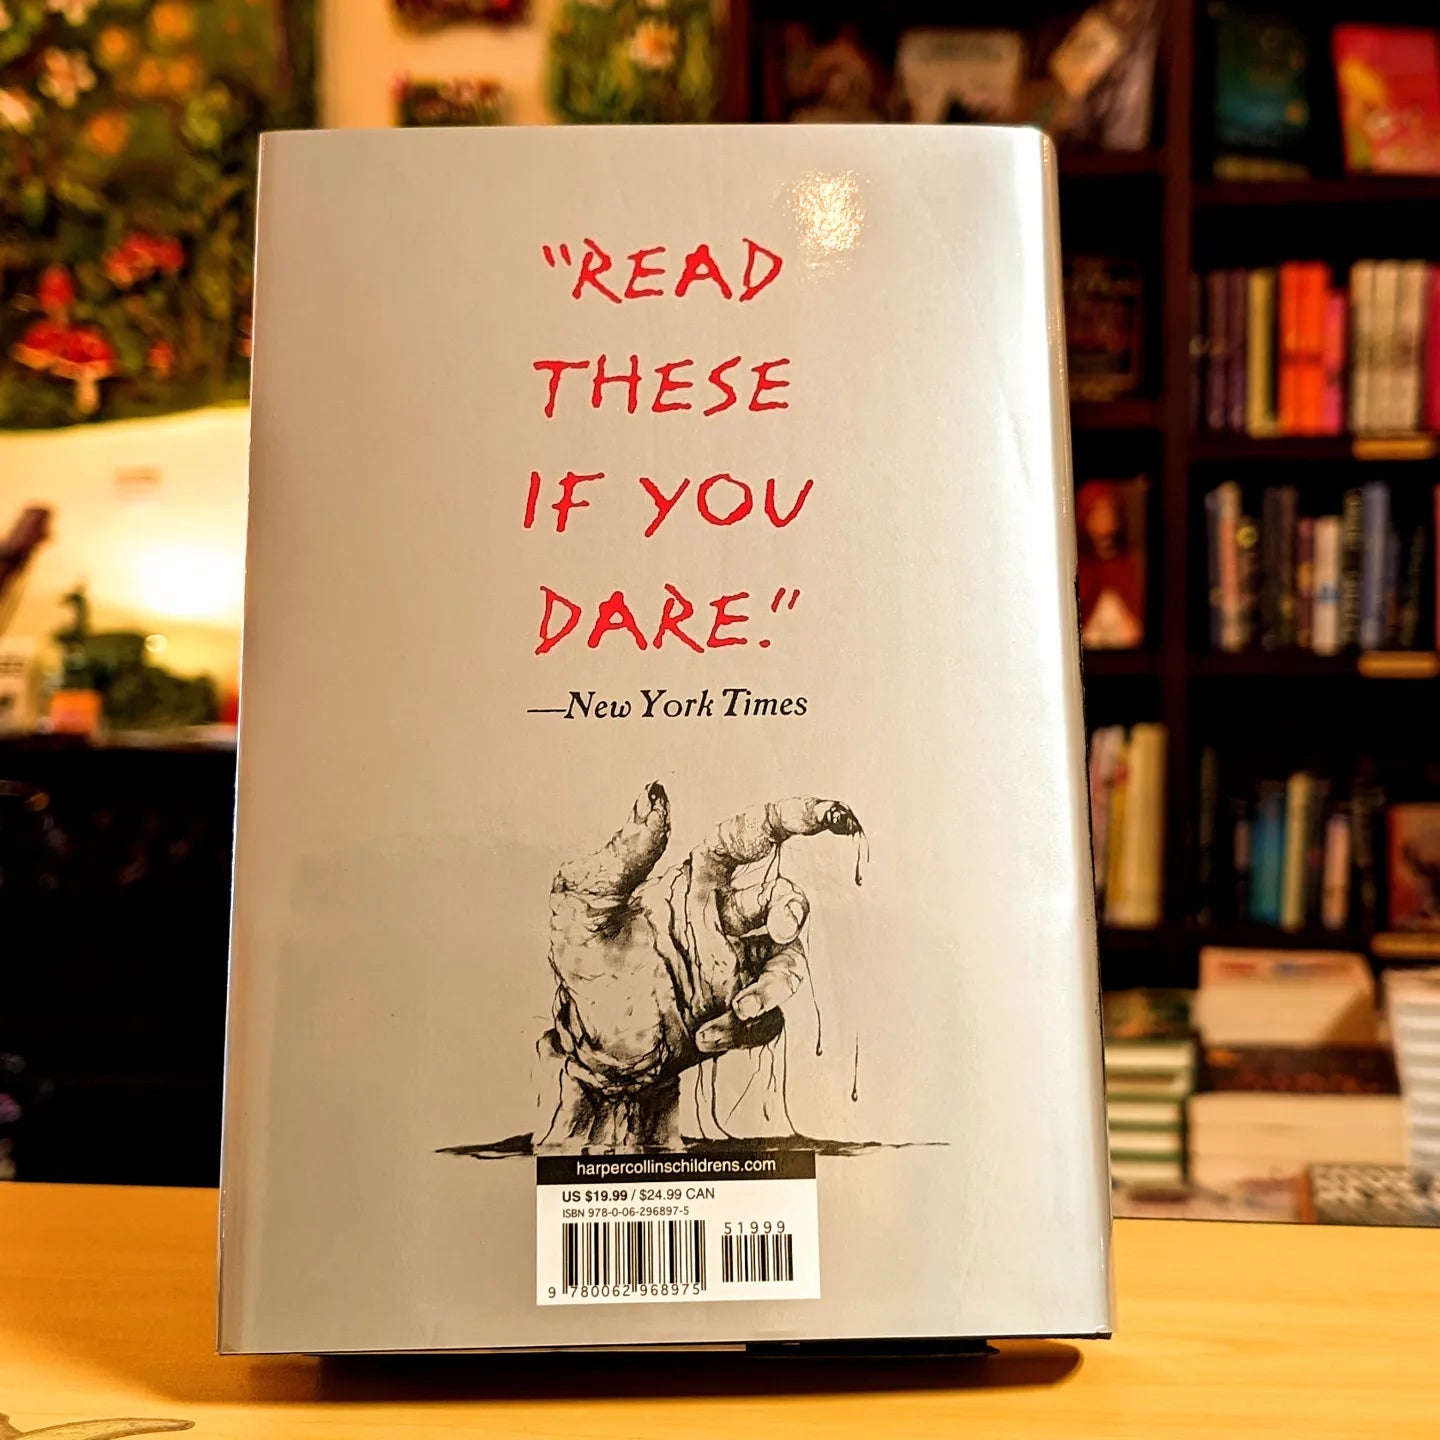 “READ
THESE
IF YOU
DARE.”
—New York Times
harpercollinschildrens.com
US $19.99 / $24.99 CAN
ISBN 978-0-06-296897-5
51999
9 780062 968975